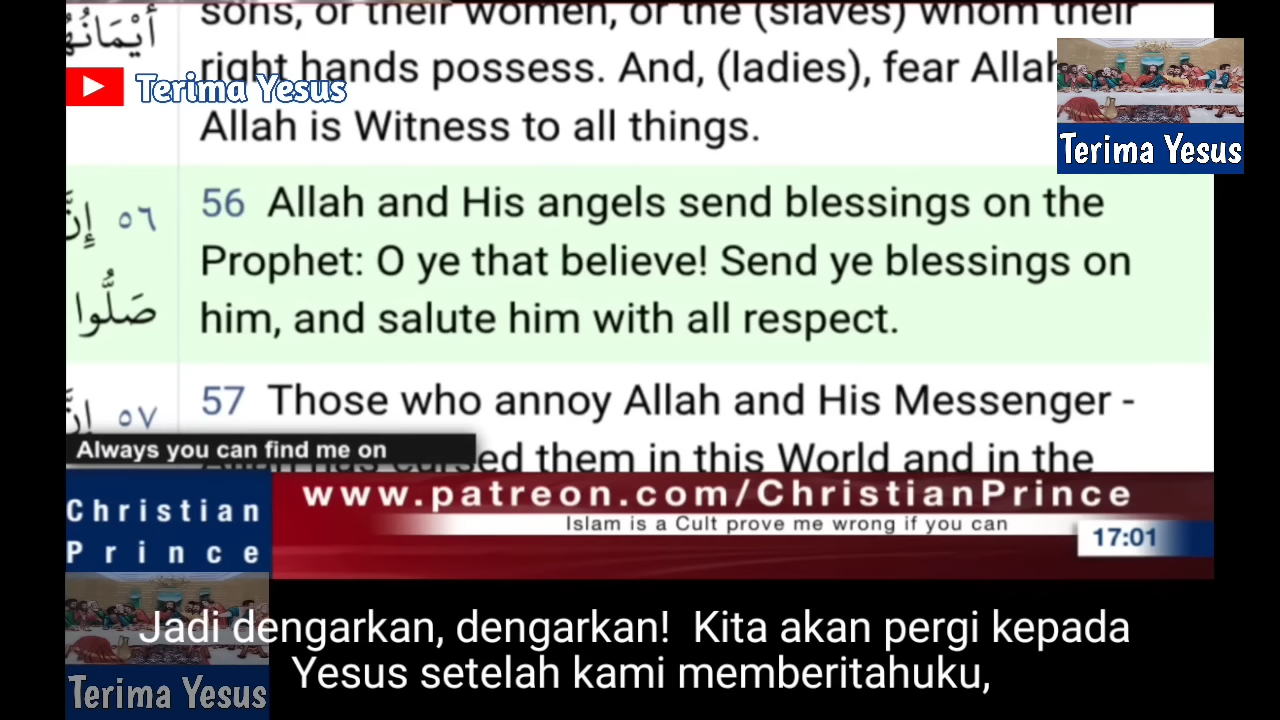 sons, or their women, or the (slaves) whom their
أَيْمَانُهُ
right hands possess. And, (ladies), fear Allah
Terima Yesus
Allah is Witness to all things.
Terima Yesus
56 Allah and His angels send blessings on the
٥٦ إِنَّ
Prophet: O ye that believe! Send ye blessings on
صَلُّوا
him, and salute him with all respect.
57 Those who annoy Allah and His Messenger -
٥٧ إِنَّ
Always you can find me on
Allah has cursed them in this World and in the
www.patreon.com/ChristianPrince
Christian
Prince
Islam is a Cult prove me wrong if you can
17:01
Jadi dengarkan, dengarkan! Kita akan pergi kepada
Yesus setelah kami memberitahuku,
Terima Yesus